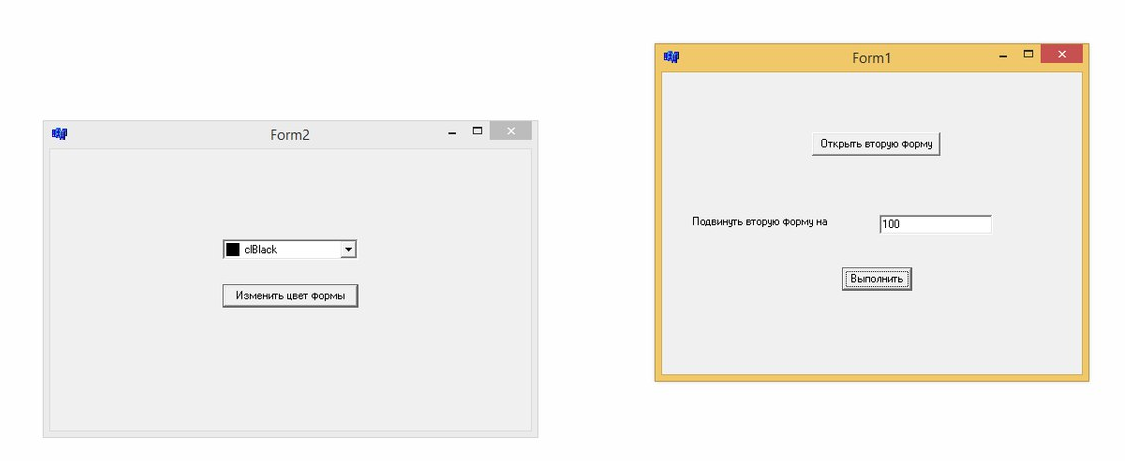 Form2
clBlack
Изменить цвет формы
Form1
Открыть вторую форму
Подвинуть вторую форму на
100
Выполнить